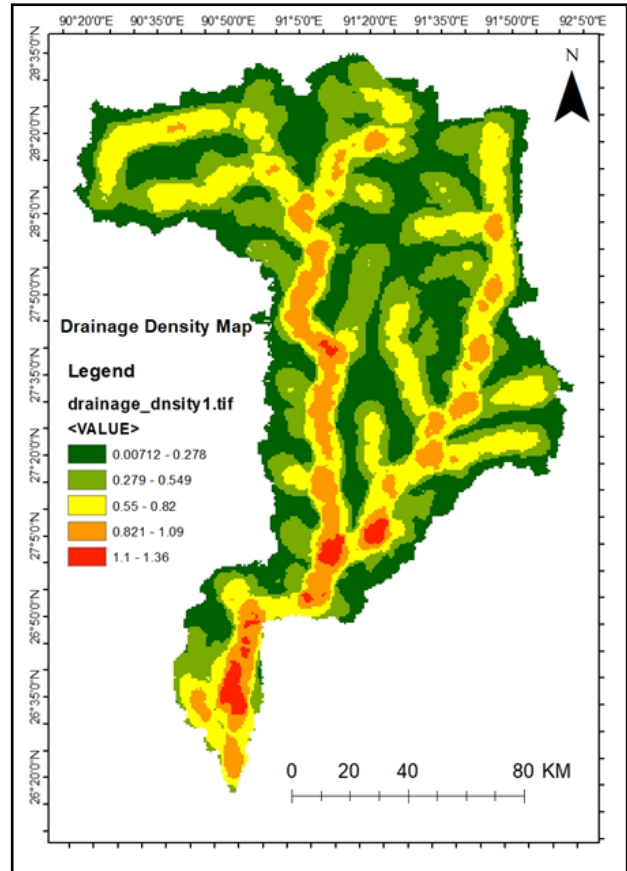 90°20'0"E 90°35'0"E 90°50'0"E 91°5'0"E 91°20'0"E 91°35'0"E 91°50'0"E 92°5'0"E
28°35'0"N
28°20'0"N
28°5'0"N
27°50'0"N
27°35'0"N
27°20'0"N
27°5'0"N
26°50'0"N
26°35'0"N
26°20'0"N
N
Drainage Density Map
Legend
drainage_dnsity1.tif
<VALUE>
0.00712 - 0.278
0.279 - 0.549
0.55 - 0.82
0.821 - 1.09
1.1 - 1.36
0 20 40 80 KM